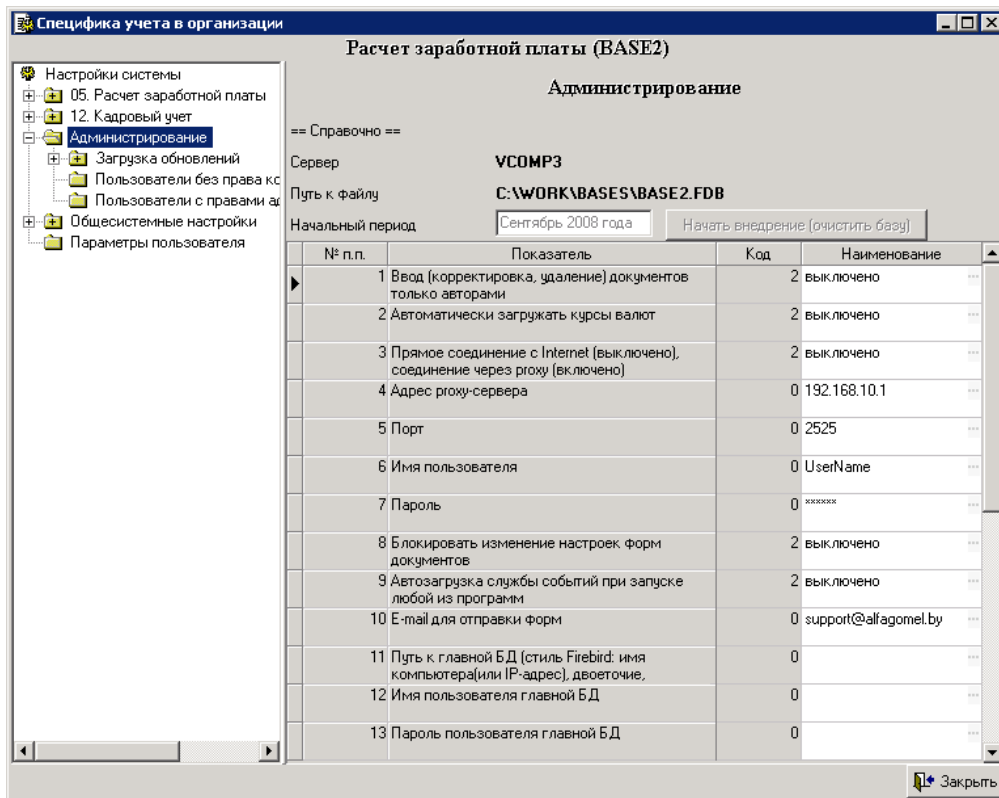 Специфика учета в организации
Расчет заработной платы (BASE2)
Настройки системы
05. Расчет заработной платы
12. Кадровый учет
Администрирование
Загрузка обновлений
Пользователи без права ко
Пользователи с правами ад
Общесистемные настройки
Параметры пользователя
Администрирование
== Справочно ==
Сервер VCOMP3
Путь к файлу C:\WORK\BASES\BASE2.FDB
Начальный период Сентябрь 2008 года Начать внедрение (очистить базу)
№ п.п. Показатель Код Наименование
1 Ввод (корректировка, удаление) документов 2 выключено
только авторами
2 Автоматически загружать курсы валют 2 выключено
3 Прямое соединение с Internet (выключено), 2 выключено
соединение через proxy (включено)
4 Адрес proxy-сервера 0 192.168.10.1
5 Порт 0 2525
6 Имя пользователя 0 UserName
7 Пароль 0 ******
8 Блокировать изменение настроек форм 2 выключено
документов
9 Автозагрузка службы событий при запуске 2 выключено
любой из программ
10 E-mail для отправки форм 0 support@alfagomel.by
11 Путь к главной БД (стиль Firebird: имя 0
компьютера(или IP-адрес), двоеточие,
12 Имя пользователя главной БД 0
13 Пароль пользователя главной БД 0
Закрыть